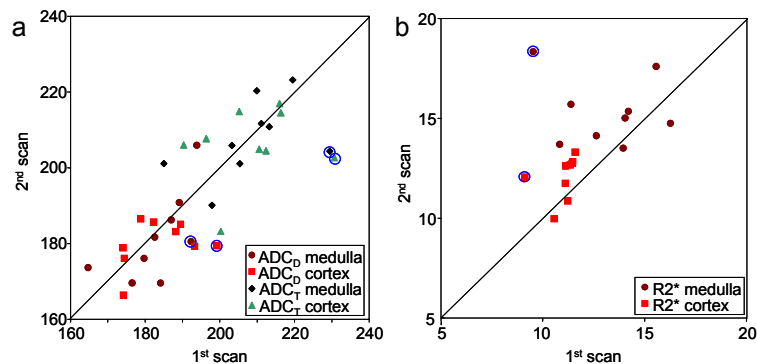 a
240
220
200
180
160
2nd scan
160
180
200
220
240
1st scan
ADCD medulla
ADCD cortex
ADCT medulla
ADCT cortex
b
20
15
10
5
2nd scan
5
10
15
20
1st scan
R2* medulla
R2* cortex